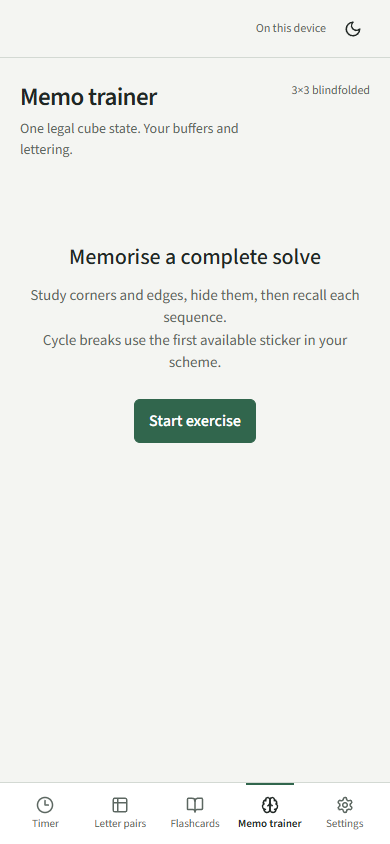 On this device
Memo trainer
3×3 blindfolded
One legal cube state. Your buffers and
lettering.
Memorise a complete solve
Study corners and edges, hide them, then recall each
sequence.
Cycle breaks use the first available sticker in your
scheme.
Start exercise
Timer
Letter pairs
Flashcards
Memo trainer
Settings